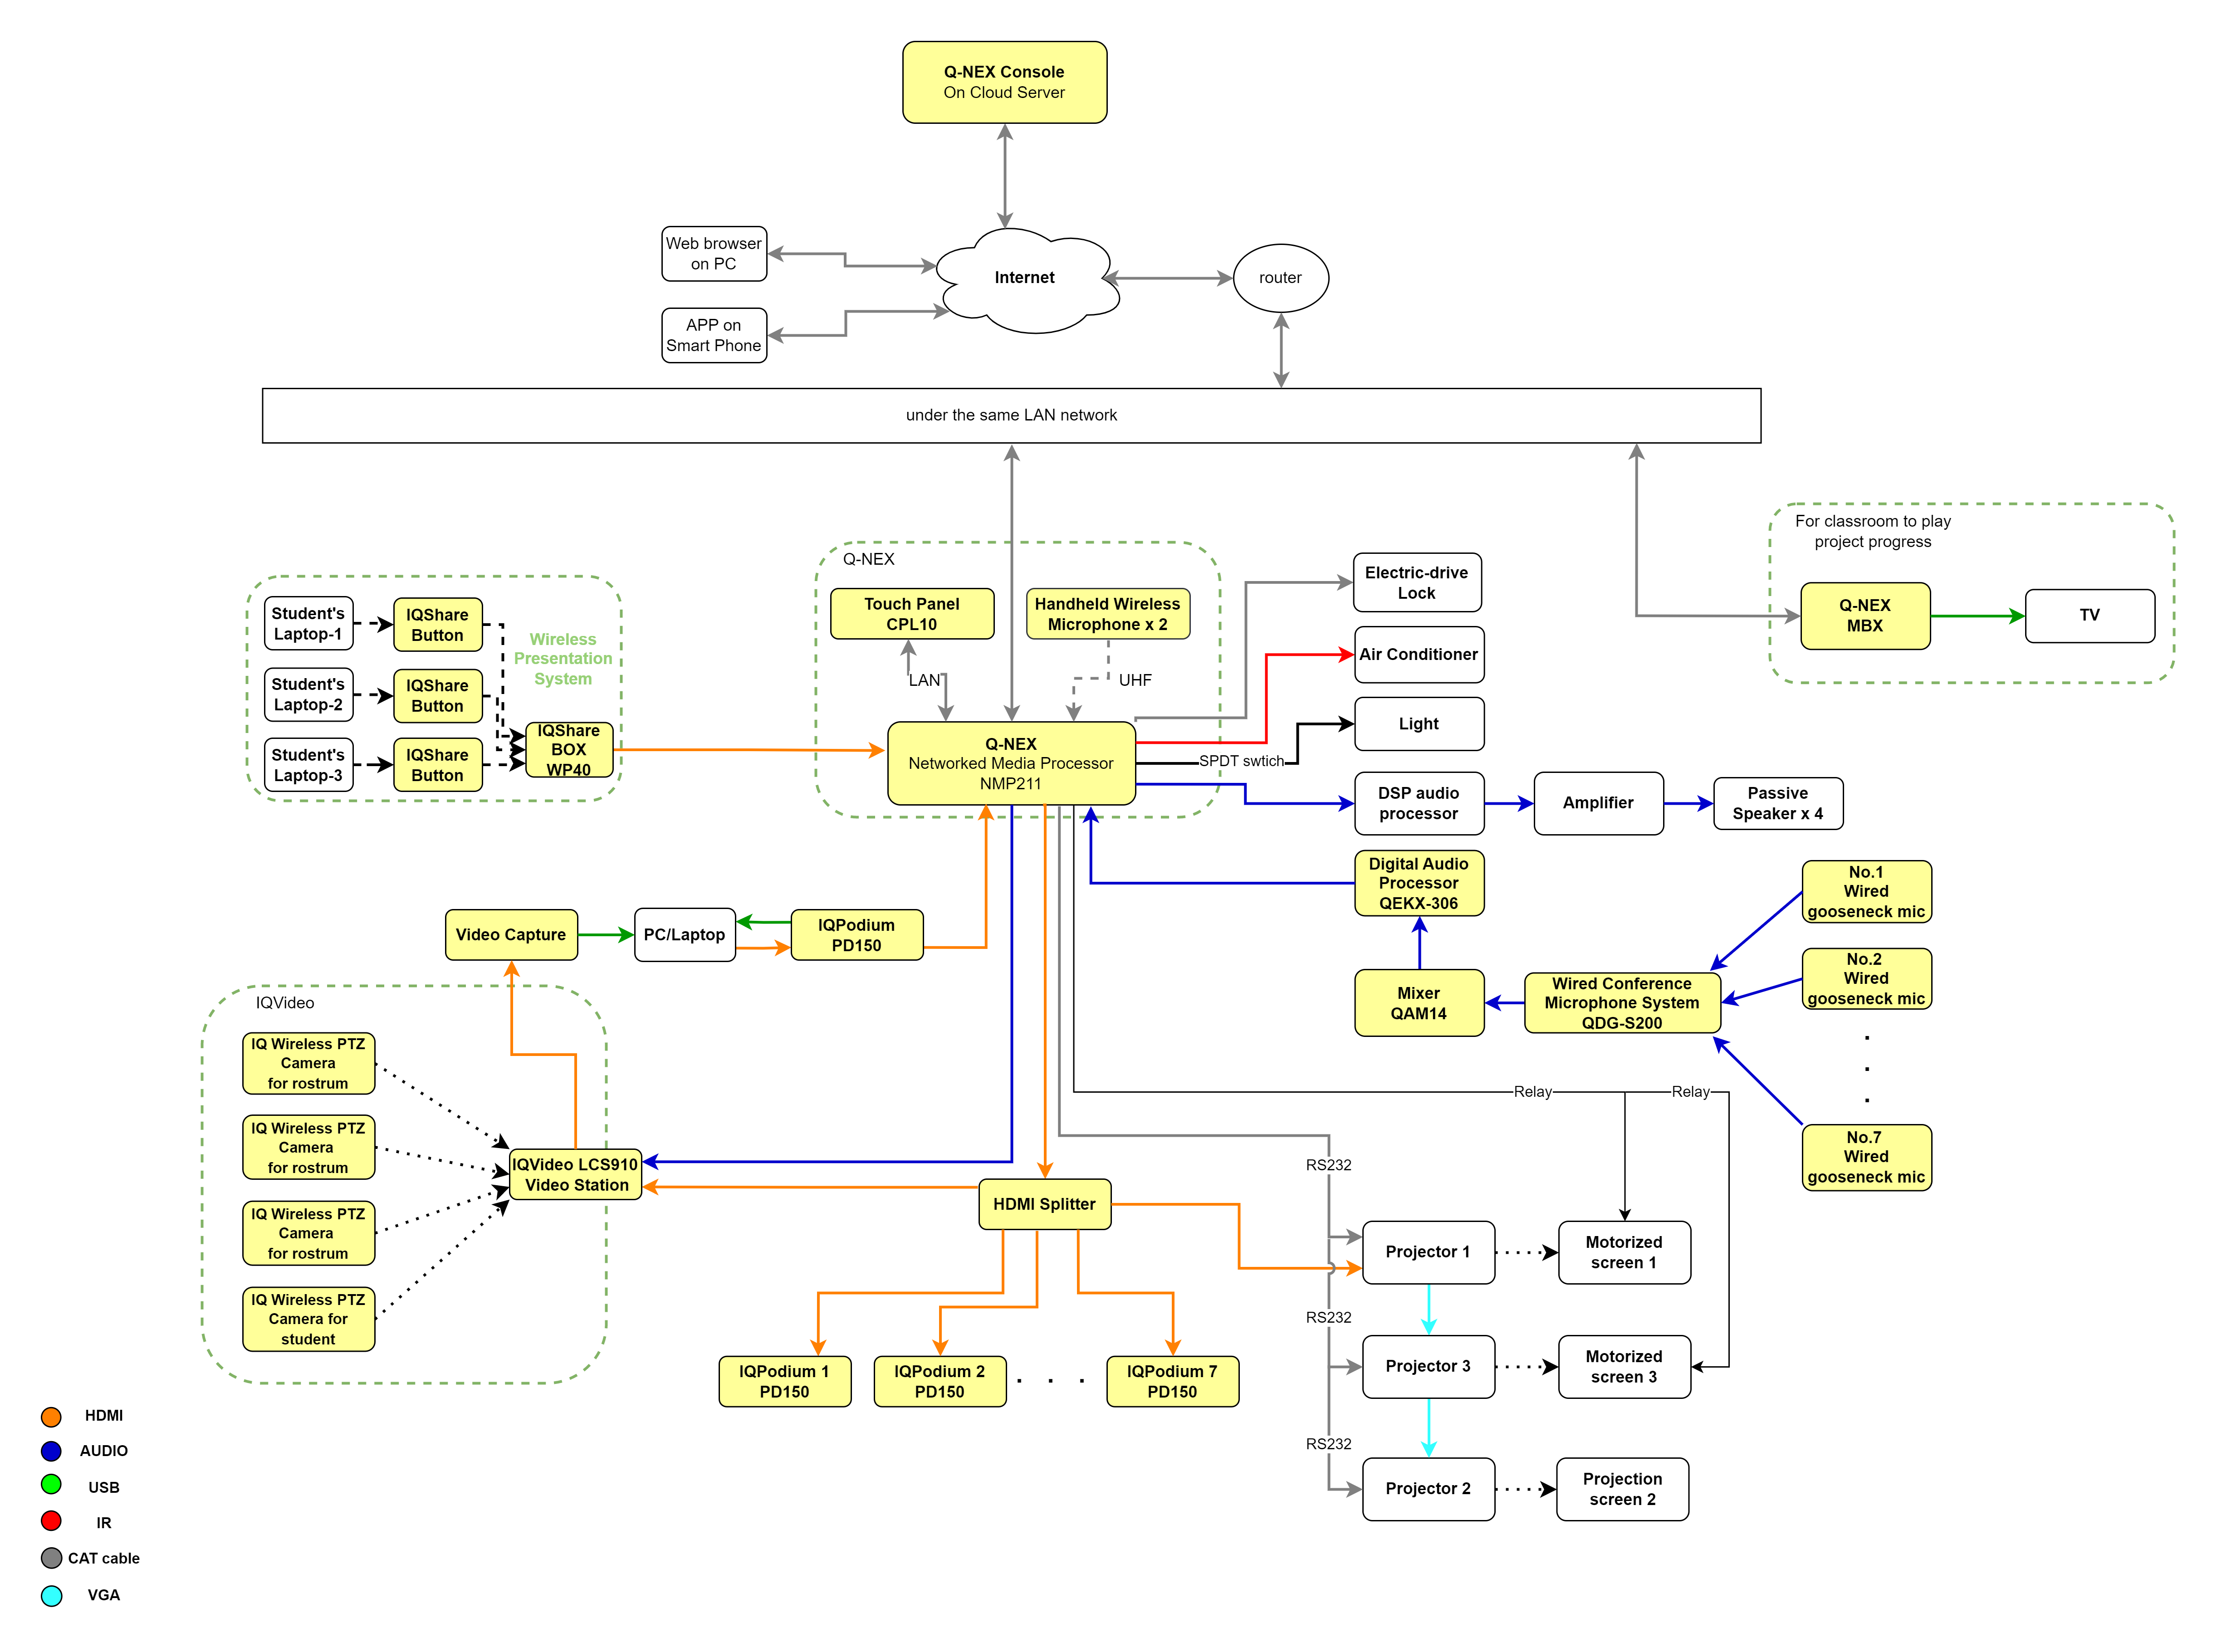 Q-NEX Console
On Cloud Server
Web browser
on PC
Internet
router
APP on
Smart Phone
under the same LAN network
For classroom to play
project progress
Q-NEX
MBX
TV
Q-NEX
Touch Panel
CPL10
Handheld Wireless
Microphone x 2
LAN
UHF
Q-NEX
Networked Media Processor
NMP211
Student's
Laptop-1
IQShare
Button
Student's
Laptop-2
IQShare
Button
Student's
Laptop-3
IQShare
Button
Wireless
Presentation
System
IQShare
BOX
WP40
Electric-drive
Lock
Air Conditioner
Light
SPDT swtich
DSP audio
processor
Amplifier
Passive
Speaker x 4
Digital Audio
Processor
QEKX-306
Mixer
QAM14
Wired Conference
Microphone System
QDG-S200
No.1
Wired
gooseneck mic
No.2
Wired
gooseneck mic
.
.
.
No.7
Wired
gooseneck mic
Video Capture
PC/Laptop
IQPodium
PD150
IQVideo
IQ Wireless PTZ
Camera
for rostrum
IQ Wireless PTZ
Camera
for rostrum
IQ Wireless PTZ
Camera
for rostrum
IQ Wireless PTZ
Camera for
student
IQVideo LCS910
Video Station
HDMI Splitter
IQPodium 1
PD150
IQPodium 2
PD150
. . .
IQPodium 7
PD150
Relay
Relay
RS232
RS232
RS232
Projector 1
Motorized
screen 1
Projector 3
Motorized
screen 3
Projector 2
Projection
screen 2
HDMI
AUDIO
USB
IR
CAT cable
VGA